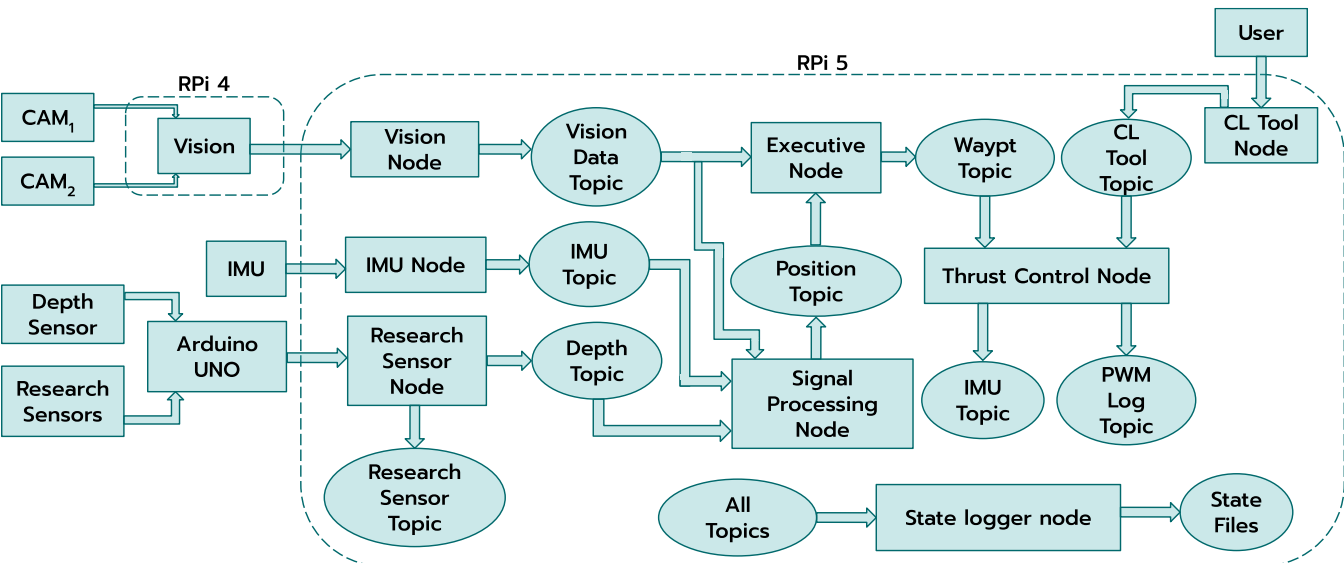 User
RPi 5
RPi 4
CAM1
CAM2
Vision
Vision
Node
Vision
Data
Topic
Executive
Node
Waypt
Topic
CL
Tool
Topic
CL Tool
Node
IMU
IMU Node
IMU
Topic
Position
Topic
Thrust Control Node
Depth
Sensor
Arduino
UNO
Research
Sensors
Research
Sensor
Node
Depth
Topic
Signal
Processing
Node
IMU
Topic
PWM
Log
Topic
Research
Sensor
Topic
All
Topics
State logger node
State
Files